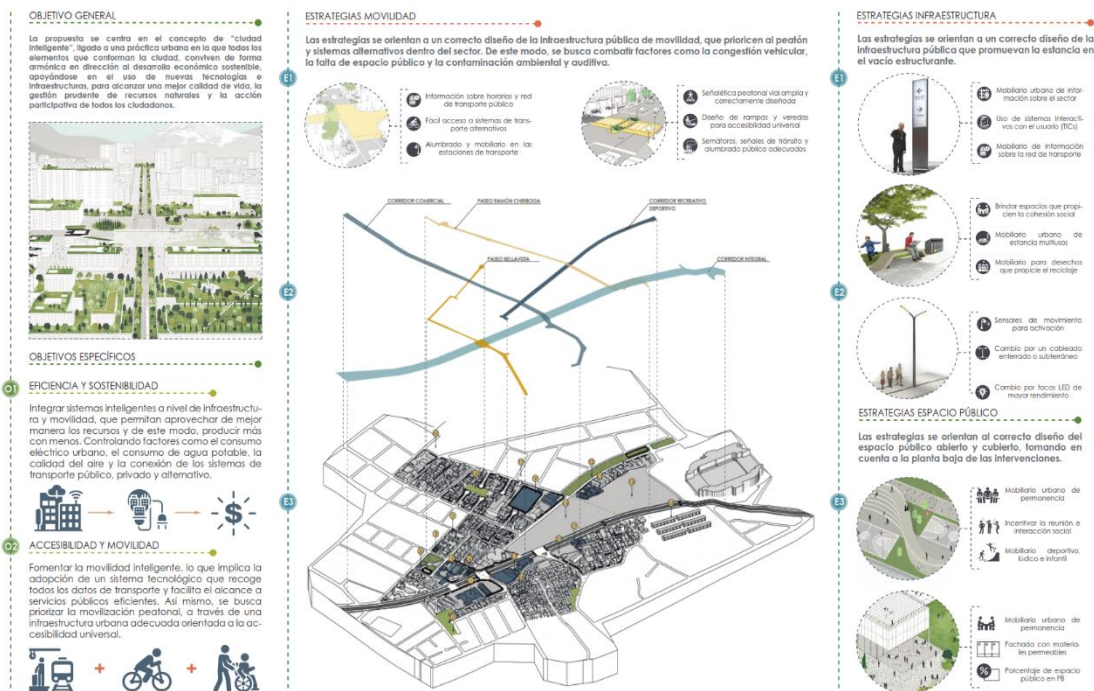 OBJETIVO GENERAL
La propuesta se centra en el concepto de "ciudad
inteligente", ligado a una práctica urbana en la que todos los
elementos que conforman la ciudad, conviven de forma
armónica en dirección al desarrollo económico sostenible,
apoyándose en el uso de nuevas tecnologías e
infraestructuras, para alcanzar una mejor calidad de vida, la
gestión prudente de recursos naturales y la acción
participativa de todos los ciudadanos.
OBJETIVOS ESPECÍFICOS
O1
EFICIENCIA Y SOSTENIBILIDAD
Integrar sistemas inteligentes a nivel de infraestructu-
ra y movilidad, que permitan aprovechar de mejor
manera los recursos y de este modo, producir más
con menos. Controlando factores como el consumo
eléctrico urbano, el consumo de agua potable, la
calidad del aire y la conexión de los sistemas de
transporte público, privado y alternativo.
$
O2
ACCESIBILIDAD Y MOVILIDAD
Fomentar la movilidad inteligente, lo que implica la
adopción de un sistema tecnológico que recoge
todos los datos de transporte y facilita el alcance a
servicios públicos eficientes. Así mismo, se busca
priorizar la movilización peatonal, a través de una
infraestructura urbana adecuada orientada a la ac-
cesibilidad universal.
+ +
ESTRATEGIAS MOVILIDAD
Las estrategias se orientan a un correcto diseño de la infraestructura pública de movilidad, que prioricen al peatón
y sistemas alternativos dentro del sector. De este modo, se busca combatir factores como la congestión vehicular,
la falta de espacio público y la contaminación ambiental y auditiva.
E1
Información sobre horarios y red
de transporte público
Fácil acceso a sistemas de trans-
porte alternativos
Alumbrado y mobiliario en las
estaciones de transporte
Señalética peatonal vial amplia y
correctamente diseñada
Diseño de rampas y veredas
para accesibilidad universal
Semáforos, señales de tránsito y
alumbrado público adecuados
CORREDOR COMERCIAL
PASEO RAMÓN CHIRIBOGA
CORREDOR RECREATIVO
DEPORTIVO
PASEO BELLAVISTA
CORREDOR INTEGRAL
E2
E3
ESTRATEGIAS INFRAESTRUCTURA
Las estrategias se orientan a un correcto diseño de la
infraestructura pública que promuevan la estancia en
el vacío estructurante.
E1
Mobiliario urbano de infor-
mación sobre el sector
Uso de sistemas interacti-
vos con el usuario (TICs)
Mobiliario de información
sobre la red de transporte
Brindar espacios que propi-
cien la cohesión social
Mobiliario urbano de
estancia multiusos
Mobiliario para desechos
que propicie el reciclaje
E2
Sensores de movimiento
para activación
Cambio por un cableado
enterrado o subterráneo
Cambio por focos LED de
mayor rendimiento
ESTRATEGIAS ESPACIO PÚBLICO
Las estrategias se orientan al correcto diseño del
espacio público abierto y cubierto, tomando en
cuenta a la planta baja de las intervenciones.
E3
Mobiliario urbano de
permanencia
Incentivar la reunión e
interacción social
Mobiliario deportivo,
lúdico e infantil
Mobiliario urbano de
permanencia
Fachada con materia-
les permeables
%
Porcentaje de espacio
público en PB